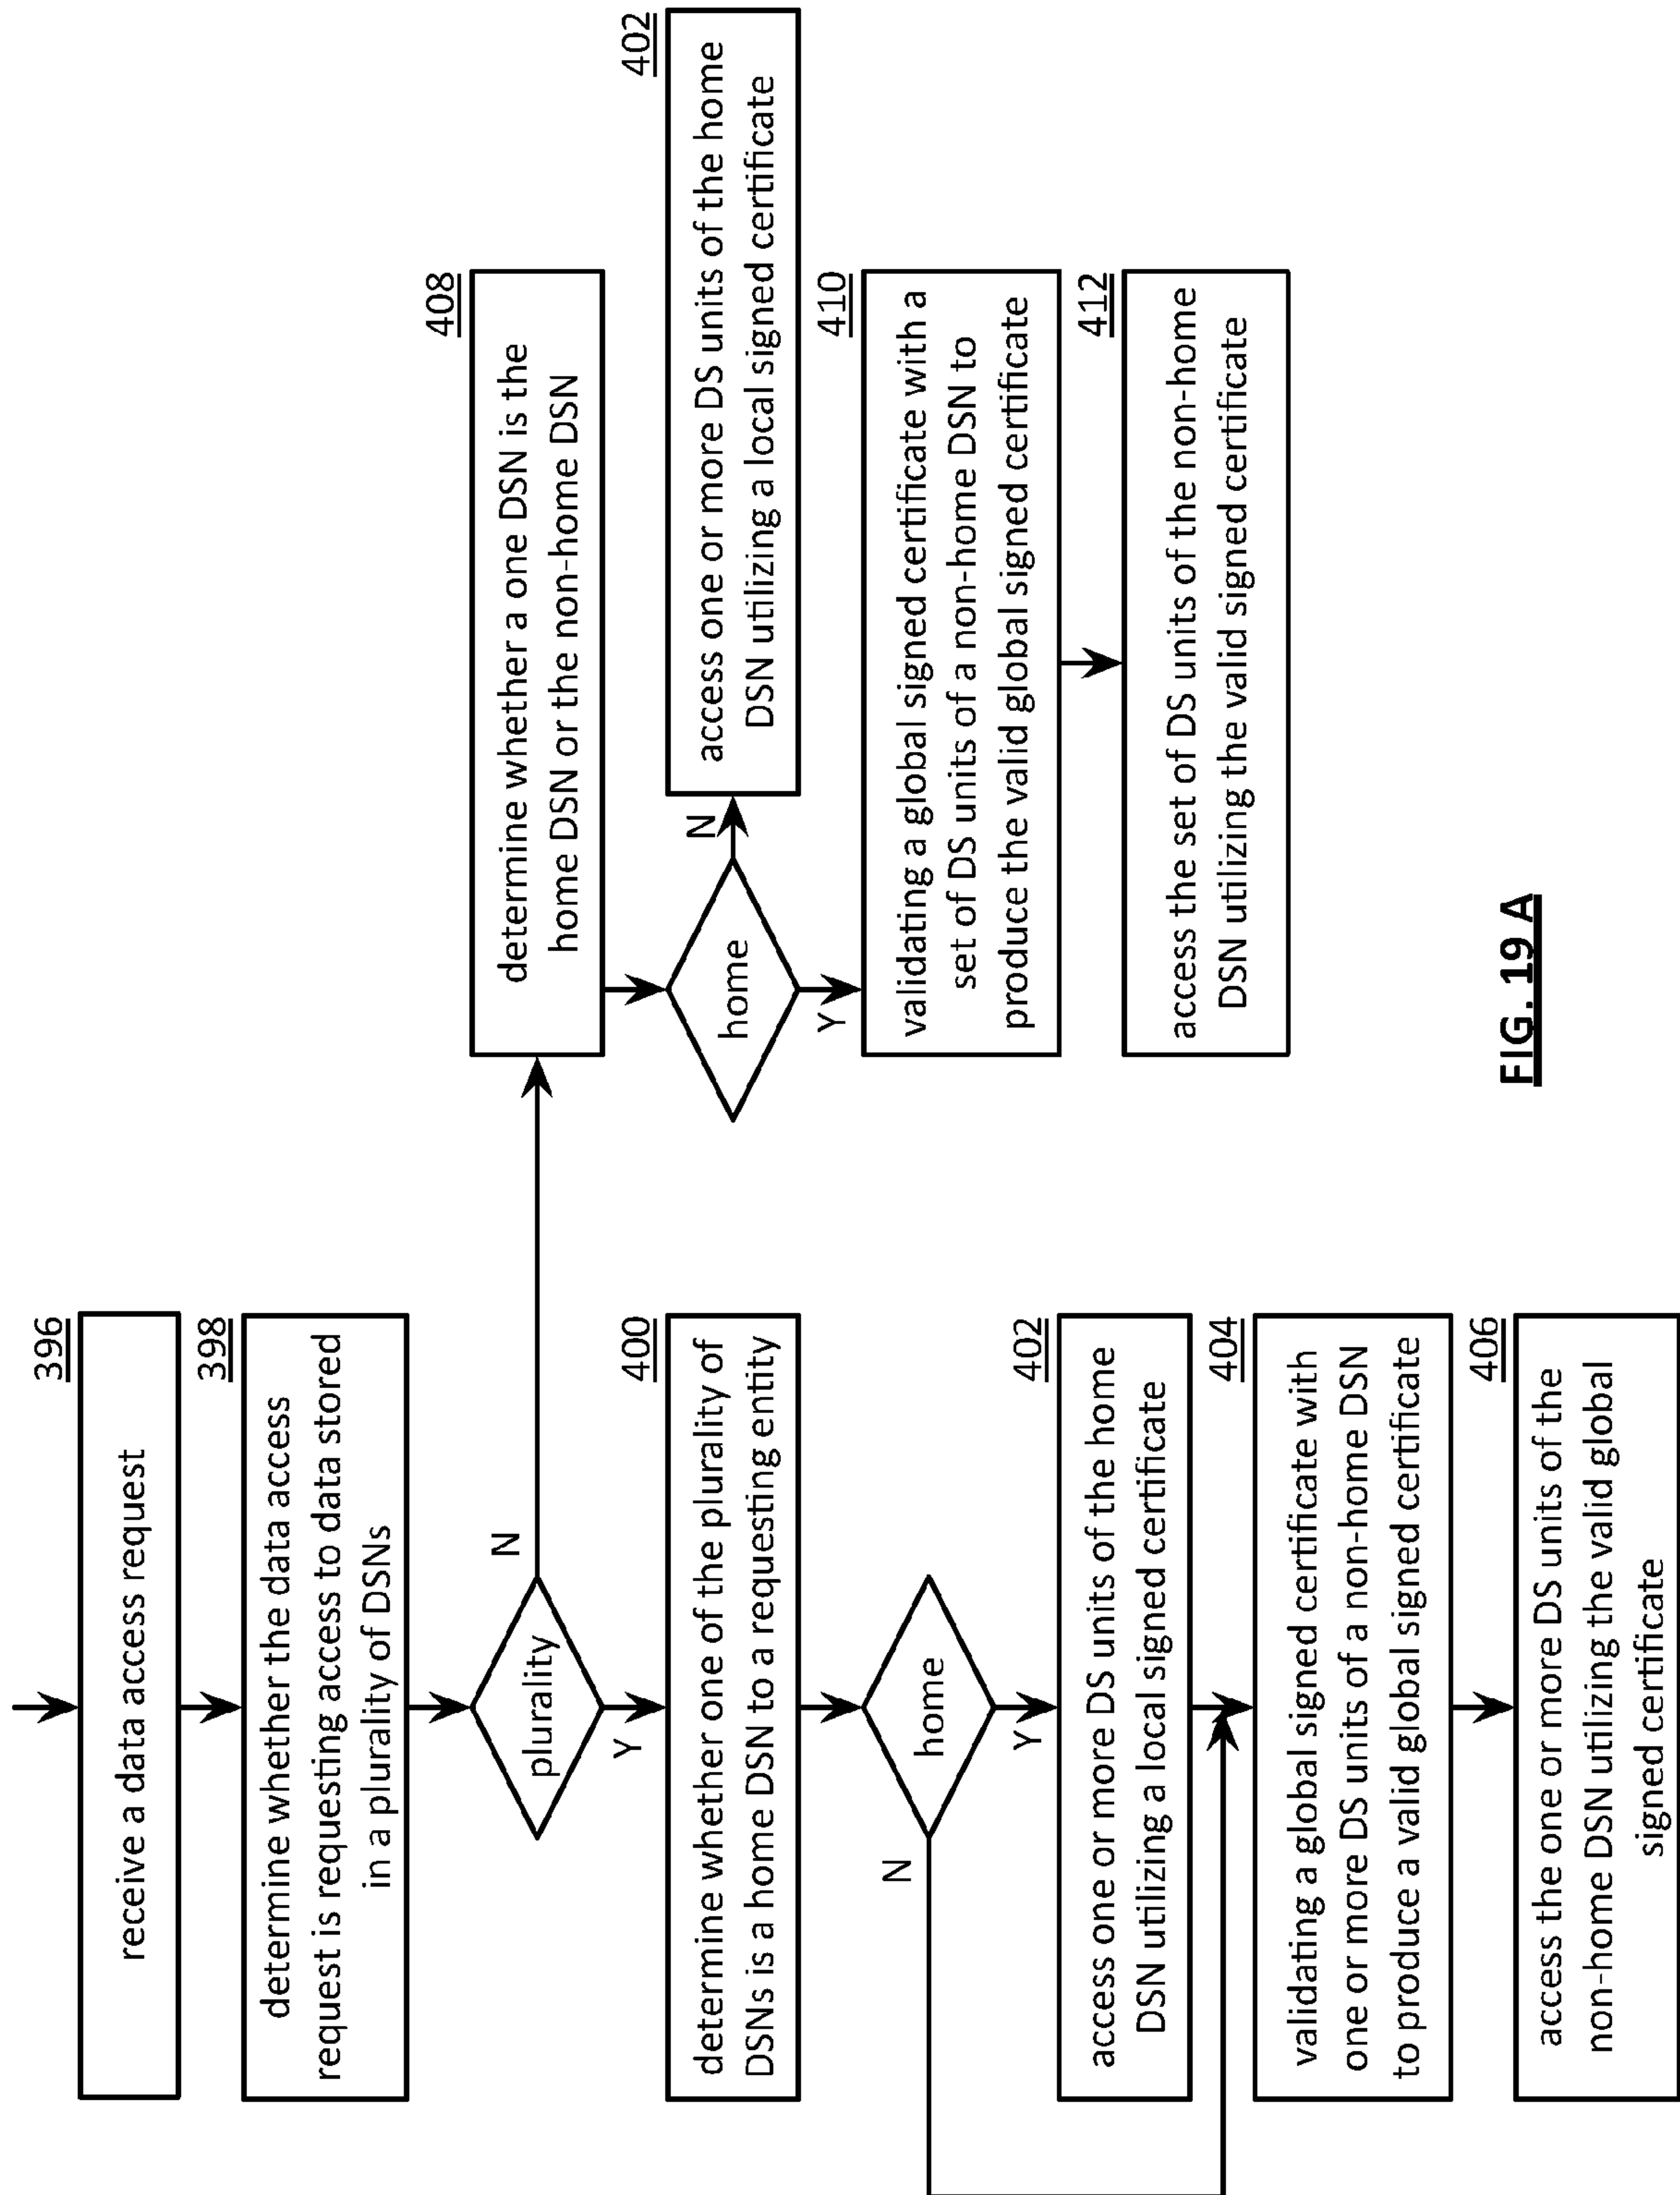 396
receive a data access request
398
determine whether the data access
request is requesting access to data stored
in a plurality of DSNs
plurality
N
Y
400
determine whether one of the plurality of
DSNs is a home DSN to a requesting entity
home
N
Y
402
access one or more DS units of the home
DSN utilizing a local signed certificate
404
validating a global signed certificate with
one or more DS units of a non-home DSN
to produce a valid global signed certificate
406
access the one or more DS units of the
non-home DSN utilizing the valid global
signed certificate
408
determine whether a one DSN is the
home DSN or the non-home DSN
home
N
Y
402
access one or more DS units of the home
DSN utilizing a local signed certificate
410
validating a global signed certificate with a
set of DS units of a non-home DSN to
produce the valid global signed certificate
412
access the set of DS units of the non-home
DSN utilizing the valid signed certificate
FIG. 19 A